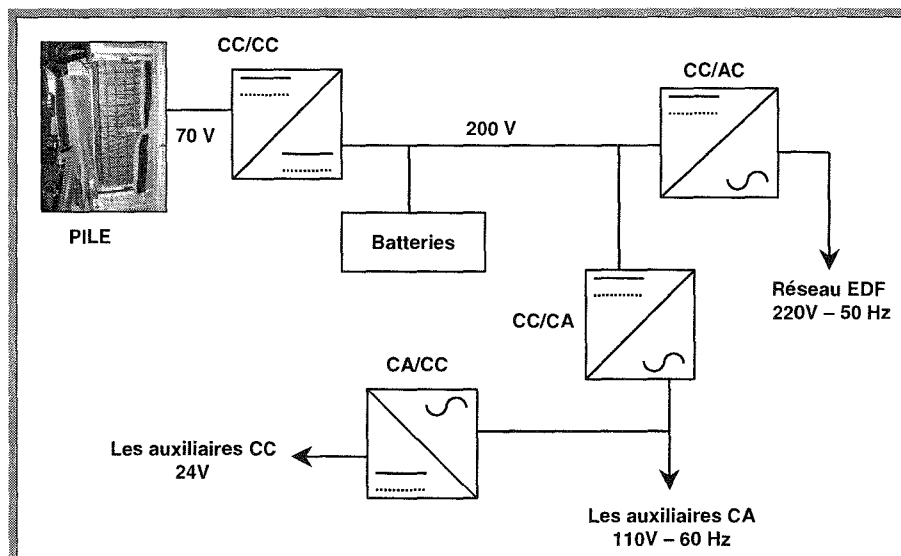 CC/CC
CC/AC
70 V
200 V
PILE
Batteries
Réseau EDF
220V – 50 Hz
CC/CA
CA/CC
Les auxiliaires CC
24V
Les auxiliaires CA
110V – 60 Hz